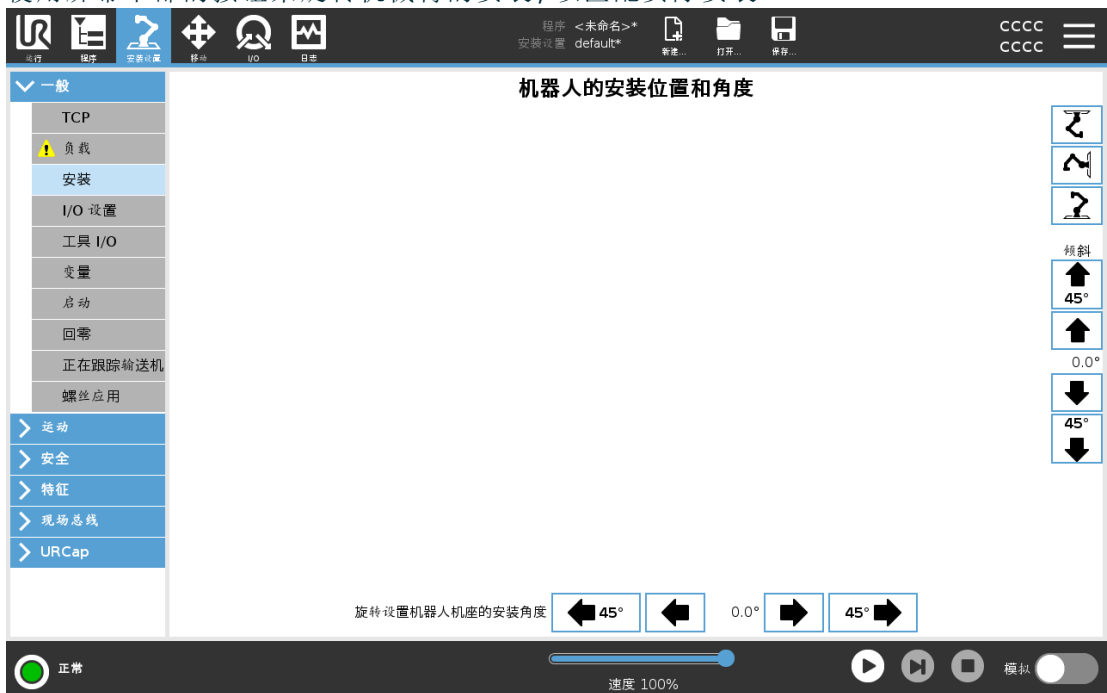 UR
程序 <未命名>*
安装设置 default*
运行
程序
安装设置
移动
I/O
日志
新建...
打开...
保存...
CCCC
CCCC
一般
TCP
负载
安装
I/O 设置
工具 I/O
变量
启动
回零
正在跟踪输送机
螺丝应用
运动
安全
特征
现场总线
URCap
机器人的安装位置和角度
倾斜
45°
0.0°
45°
旋转设置机器人机座的安装角度
45°
0.0°
45°
正常
速度 100%
模拟